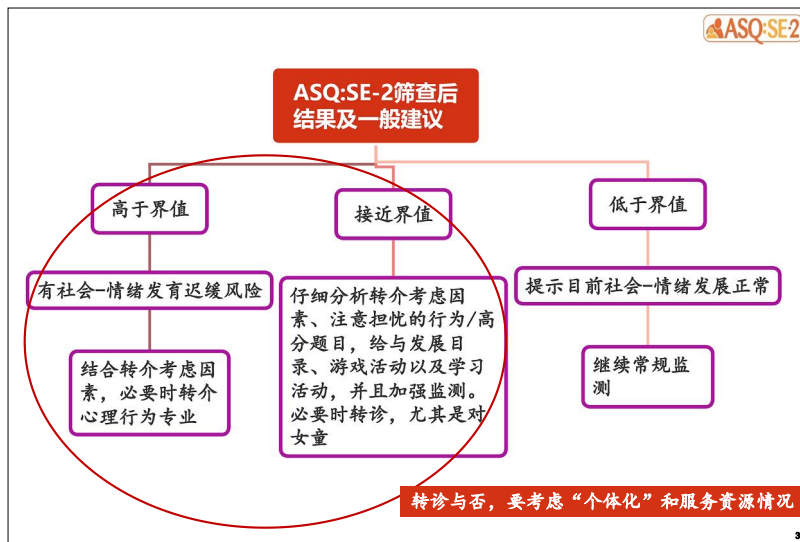 ASQ:SE-2
ASQ:SE-2筛查后
结果及一般建议
高于界值
接近界值
低于界值
有社会-情绪发育迟缓风险
仔细分析转介考虑因
素、注意担忧的行为/高
分题目，给与发展目
录、游戏活动以及学习
活动，并且加强监测。
必要时转诊，尤其是对
女童
提示目前社会-情绪发展正常
结合转介考虑因
素，必要时转介
心理行为专业
继续常规监
测
转诊与否，要考虑“个体化”和服务资源情况
3